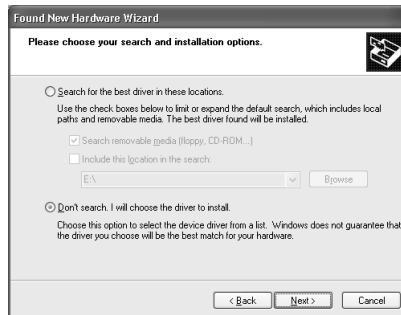 Found New Hardware Wizard
Please choose your search and installation options.
Search for the best driver in these locations.
Use the check boxes below to limit or expand the default search, which includes local
paths and removable media. The best driver found will be installed.
Search removable media (floppy, CD-ROM...)
Include this location in the search:
E:\
Browse
Don't search. I will choose the driver to install.
Choose this option to select the device driver from a list. Windows does not guarantee that
the driver you choose will be the best match for your hardware.
< Back
Next >
Cancel